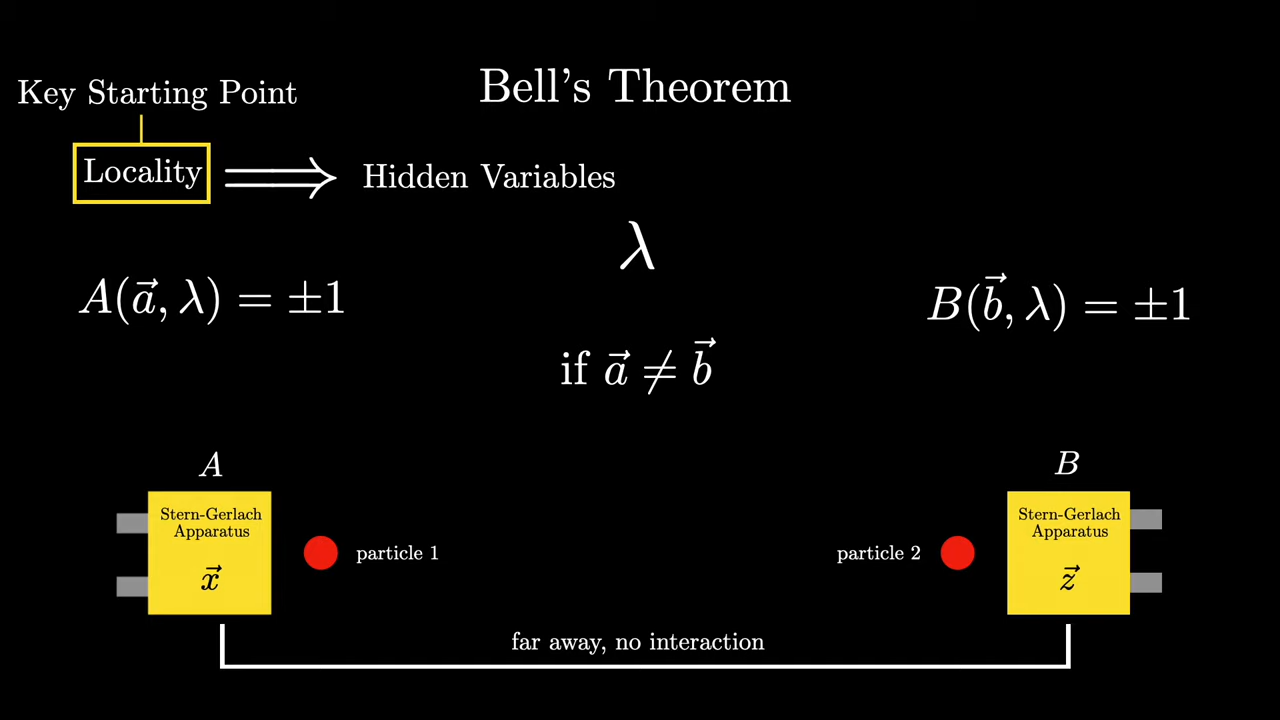 Bell's Theorem
Key Starting Point
Locality ⟹ Hidden Variables
λ
A(a⃗, λ) = ±1
B(b⃗, λ) = ±1
if a⃗ ≠ b⃗
A
B
Stern-Gerlach
Apparatus
x⃗
particle 1
particle 2
Stern-Gerlach
Apparatus
z⃗
far away, no interaction